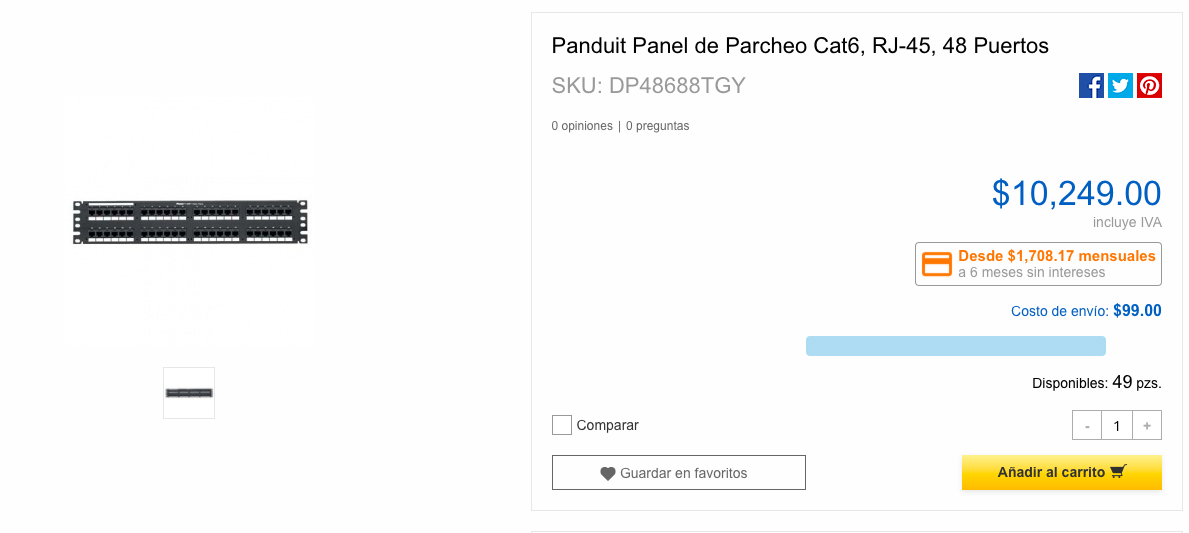 Panduit Panel de Parcheo Cat6, RJ-45, 48 Puertos
SKU: DP48688TGY
0 opiniones | 0 preguntas
$10,249.00
incluye IVA
Desde $1,708.17 mensuales
a 6 meses sin intereses
Costo de envío: $99.00
Disponibles: 49 pzs.
Comparar
- 1 +
Guardar en favoritos
Añadir al carrito